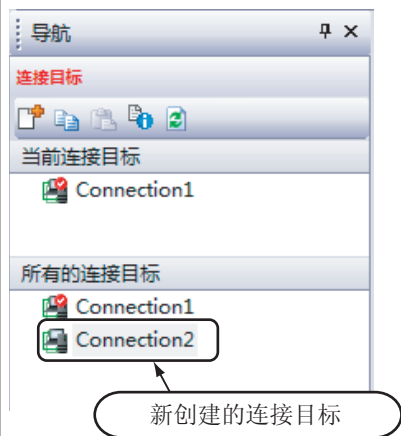 导航
连接目标
当前连接目标
Connection1
所有的连接目标
Connection1
Connection2
新创建的连接目标